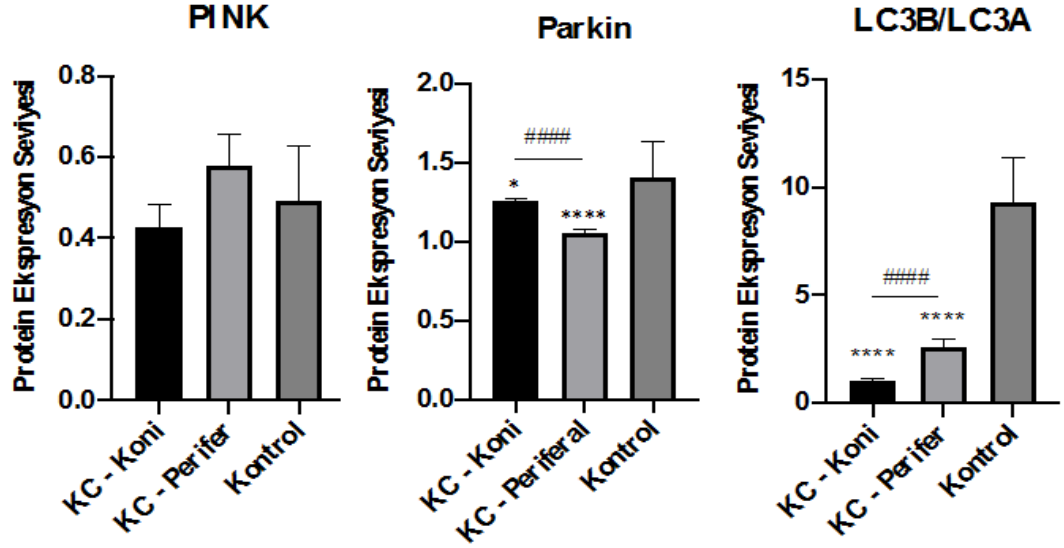 PINK
Protein Ekspresyon Seviyesi
0.8
0.6
0.4
0.2
0.0
KC - Koni
KC - Perifer
Kontrol
Parkin
Protein Ekspresyon Seviyesi
2.0
1.5
1.0
0.5
0.0
####
*
****
KC - Koni
KC - Periferal
Kontrol
LC3B/LC3A
Protein Ekspresyon Seviyesi
15
10
5
0
####
****
****
KC - Koni
KC - Perifer
Kontrol